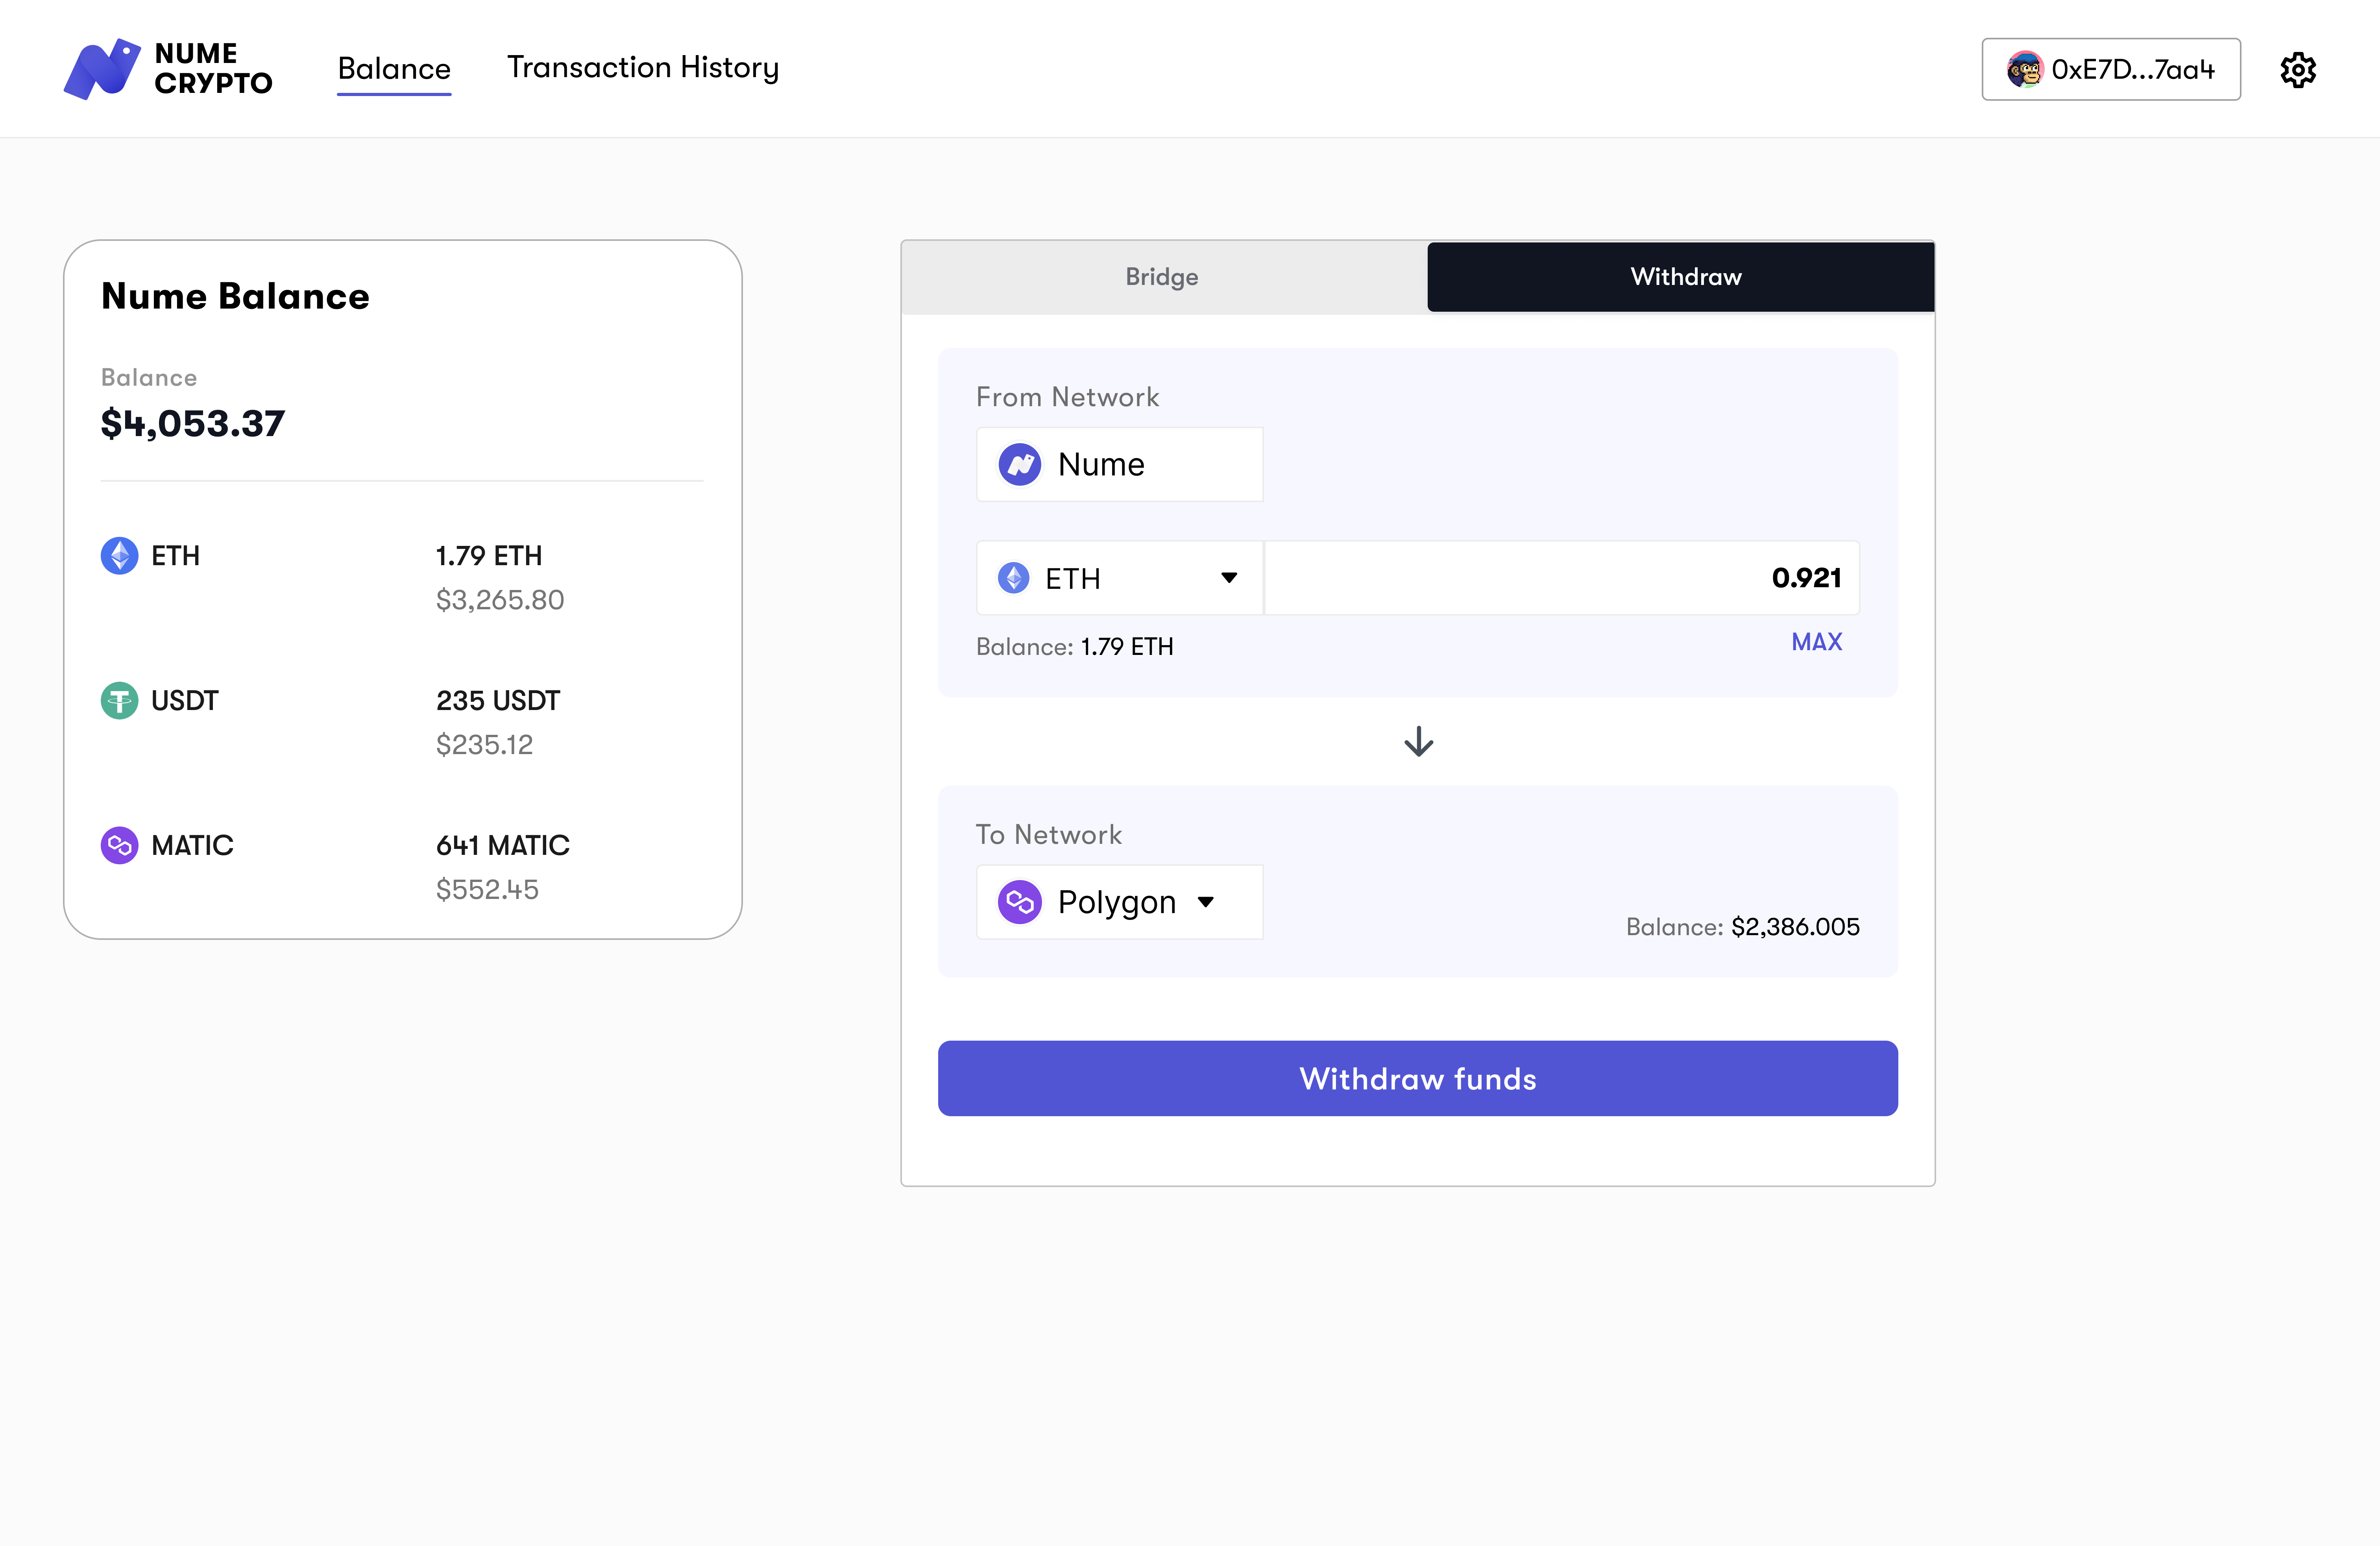 NUME
CRYPTO
Balance
Transaction History
0xE7D...7aa4
Nume Balance
Balance
$4,053.37
ETH
1.79 ETH
$3,265.80
USDT
235 USDT
$235.12
MATIC
641 MATIC
$552.45
Bridge
Withdraw
From Network
Nume
ETH
0.921
Balance: 1.79 ETH
MAX
To Network
Polygon
Balance: $2,386.005
Withdraw funds